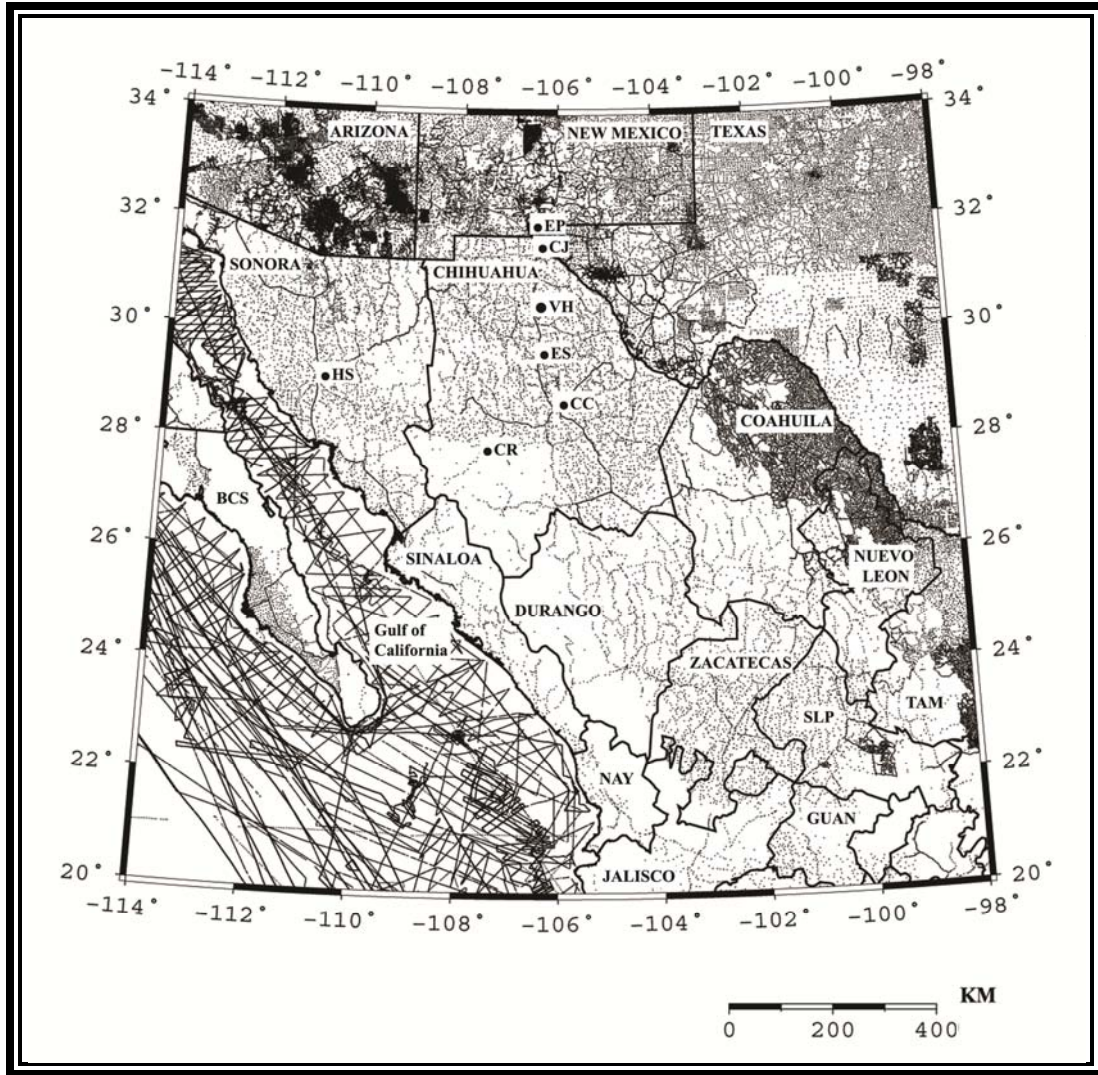 -114° -112° -110° -108° -106° -104° -102° -100° -98°
34° 34°
ARIZONA NEW MEXICO TEXAS
32° 32°
EP
CJ
SONORA
CHIHUAHUA
VH
30° 30°
ES
HS
CC
28° 28°
COAHUILA
CR
BCS
26° 26°
SINALOA
NUEVO
LEON
DURANGO
Gulf of
California
24° 24°
ZACATECAS
TAM
SLP
22° 22°
NAY
GUAN
20° 20°
JALISCO
-114° -112° -110° -108° -106° -104° -102° -100° -98°
KM
0 200 400